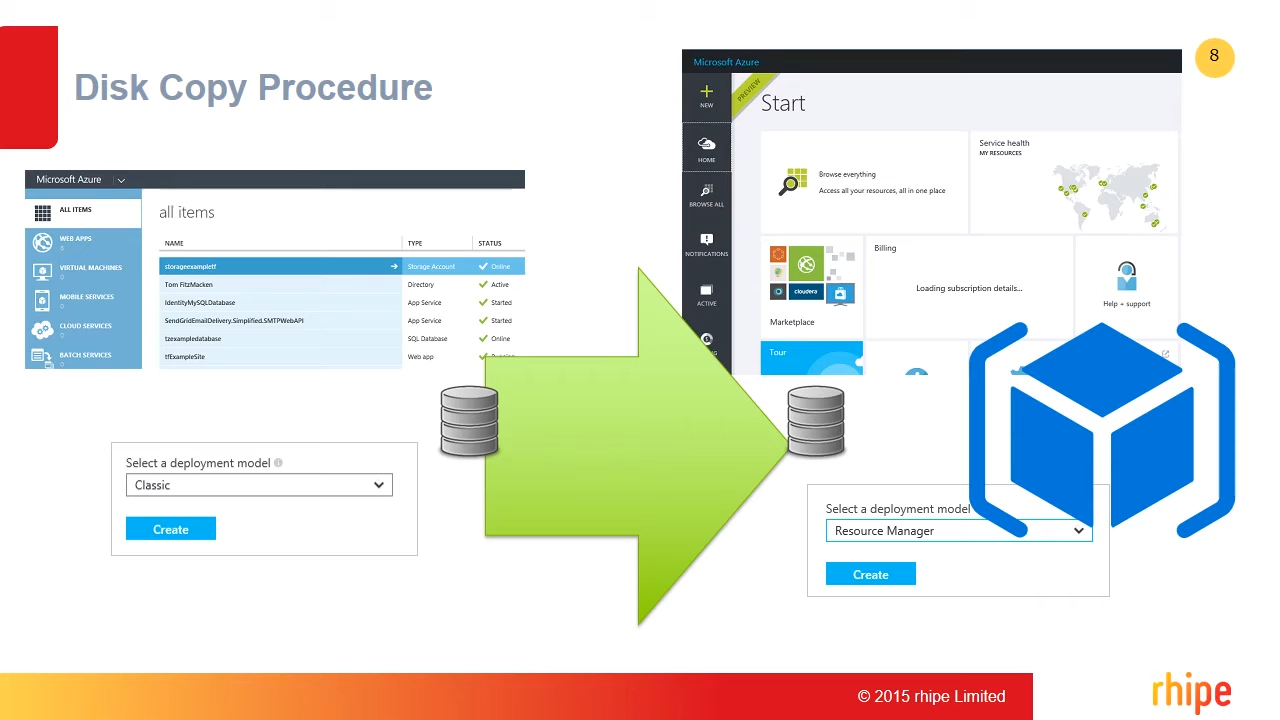 8
Disk Copy Procedure
Microsoft Azure
ALL ITEMS
WEB APPS
6
VIRTUAL MACHINES
0
MOBILE SERVICES
0
CLOUD SERVICES
0
BATCH SERVICES
0
all items
NAME TYPE STATUS
storageexampletf Storage Account Online
Tom FitzMacken Directory Active
IdentityMySQLDatabase App Service Started
SendGridEmailDelivery.Simplified.SMTPWebAPI App Service Started
tzexampledatabase SQL Database Online
tfExampleSite Web app
Select a deployment model
Classic
Create
Microsoft Azure
NEW
HOME
BROWSE ALL
NOTIFICATIONS
ACTIVE
PREVIEW
Start
Browse everything
Access all your resources, all in one place
Service health
MY RESOURCES
cloudera
Marketplace
Billing
Loading subscription details...
Help + support
Tour
Select a deployment model
Resource Manager
Create
© 2015 rhipe Limited
rhipe